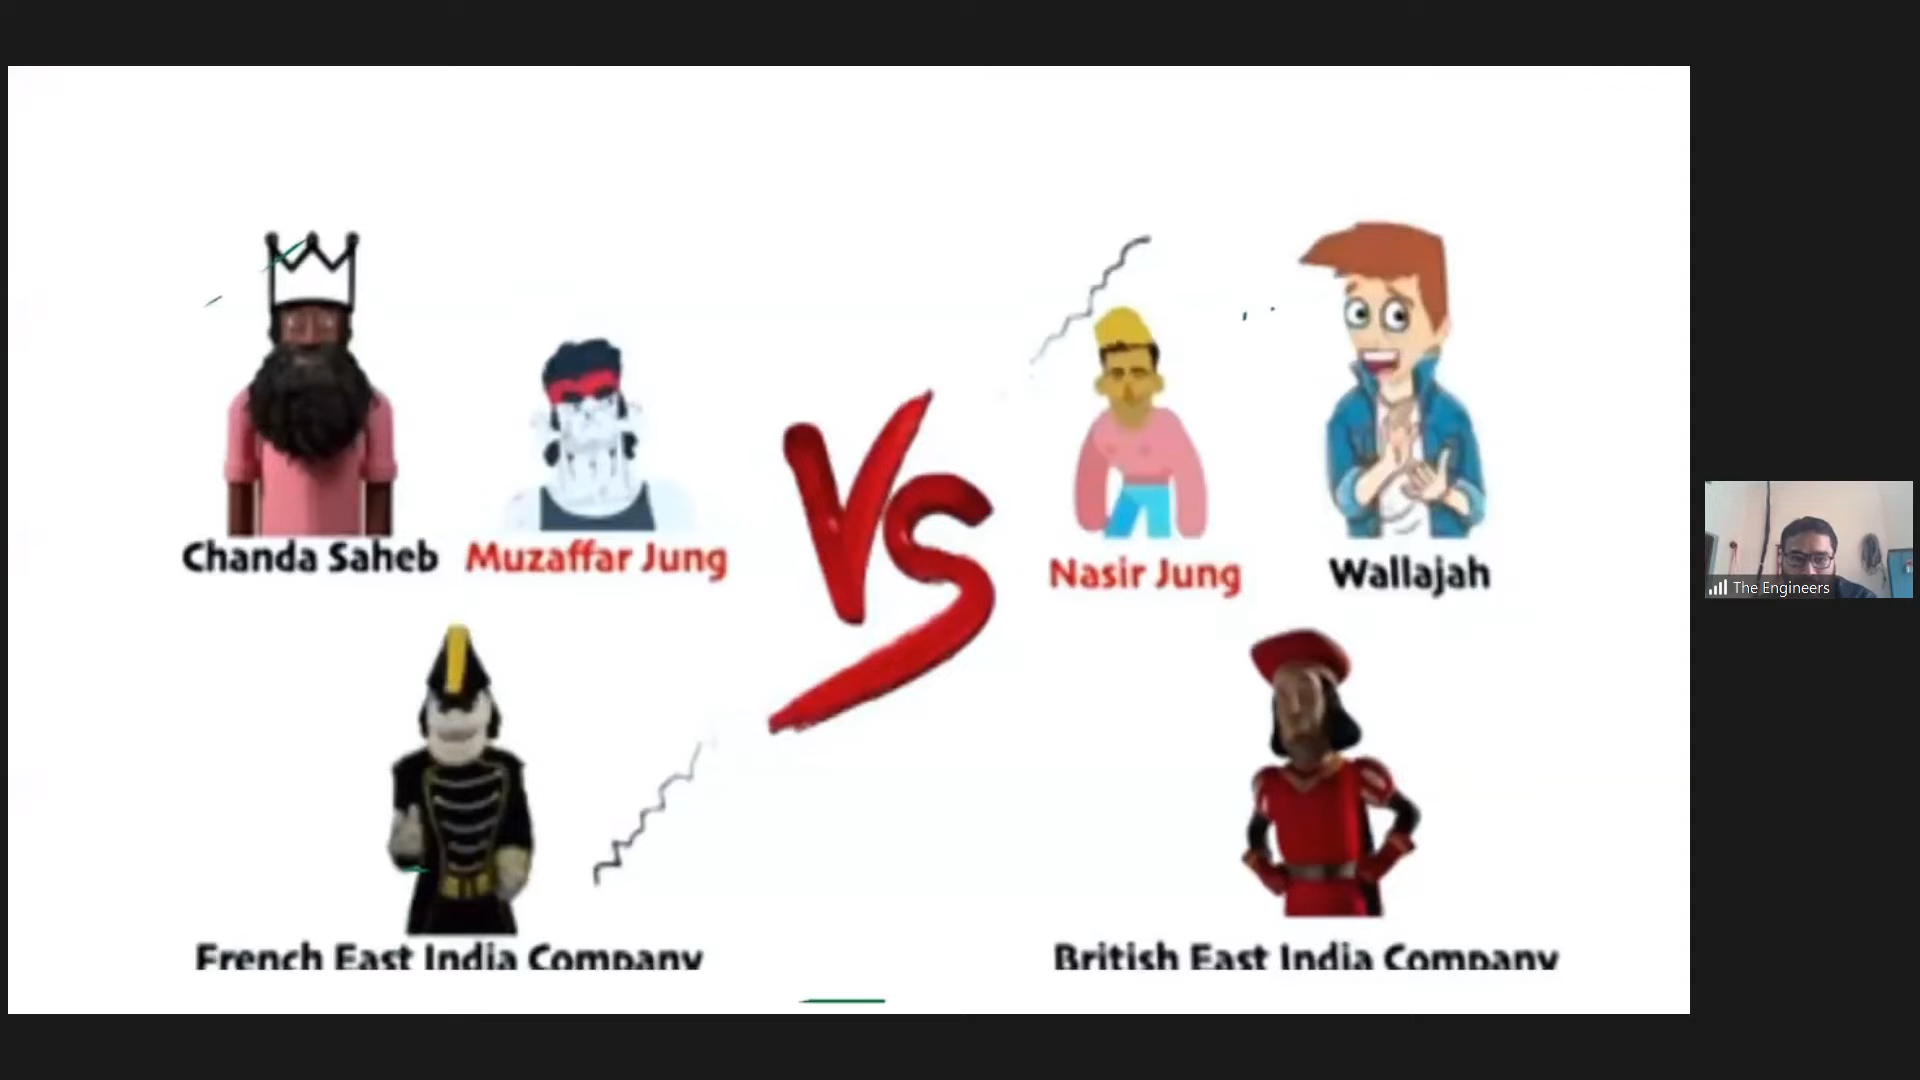 Chanda Saheb
Muzaffar Jung
VS
Nasir Jung
Wallajah
French East India Company
British East India Company
The Engineers